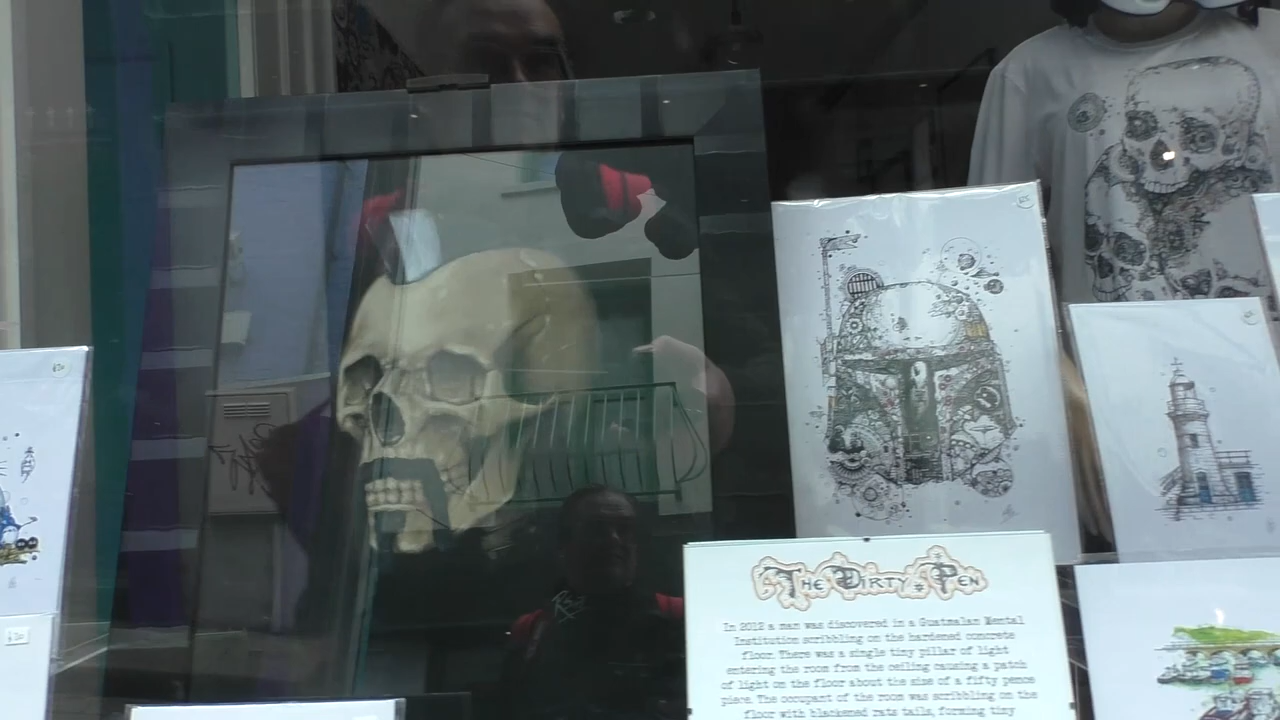 The Dirty Pen
In 2012 a man was discovered in a Guatmalan Mental
Institution scribbling on the hardened concrete
floor. There was a single tiny pillar of light
entering the room from the ceiling causing a patch
of light on the floor about the size of a fifty pence
piece. The occupant of the room was scribbling on the
floor with blackened rats tails, forming tiny